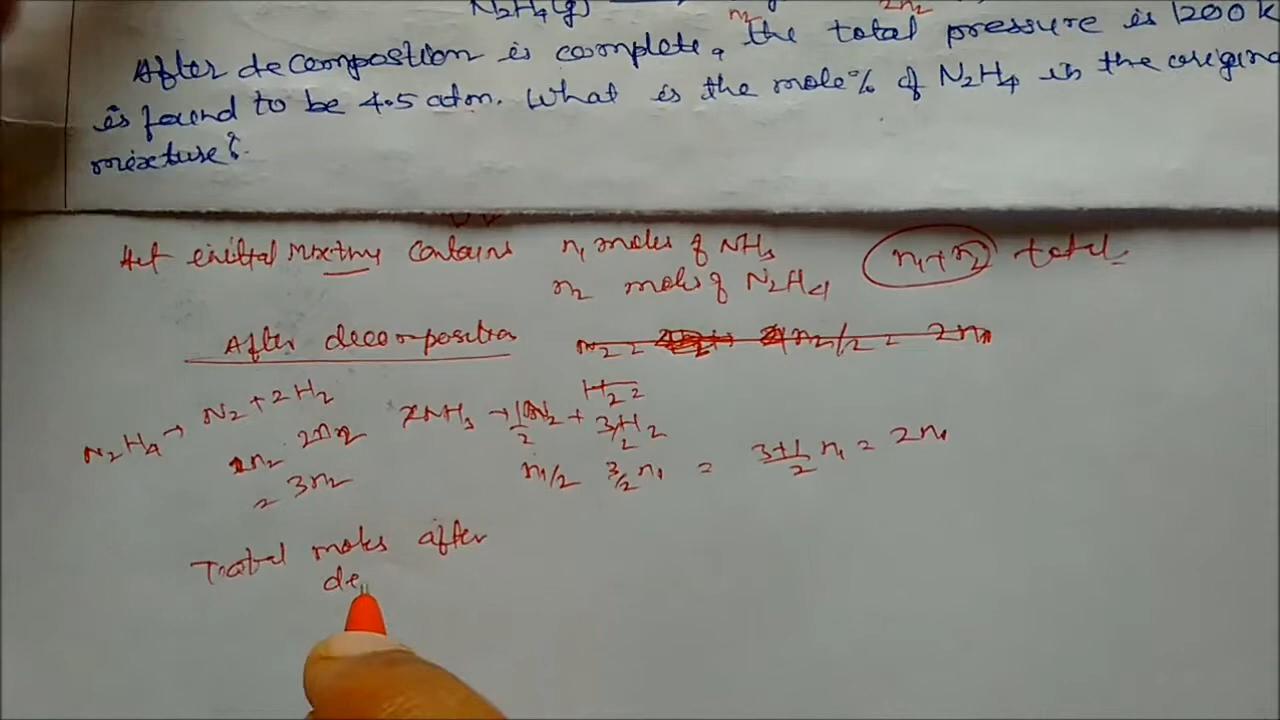 N2H4(g) n2 2n2
After decomposition is complete, the total pressure is 1200 K
is found to be 4.5 atm. What is the mole% of N2H4 in the origina
mixture?
Let initial mixture contains n1 moles of NH3 n1+n2 total
n2 moles of N2H4
After decomposition
H2 =
N2H4 → N2 + 2H2 2NH3 → 1/2 N2 + 3/2 H2
n2 2n2 n1/2 3/2 n1 = 3+1/2 n1 = 2n1
= 3n2
Total moles after
de